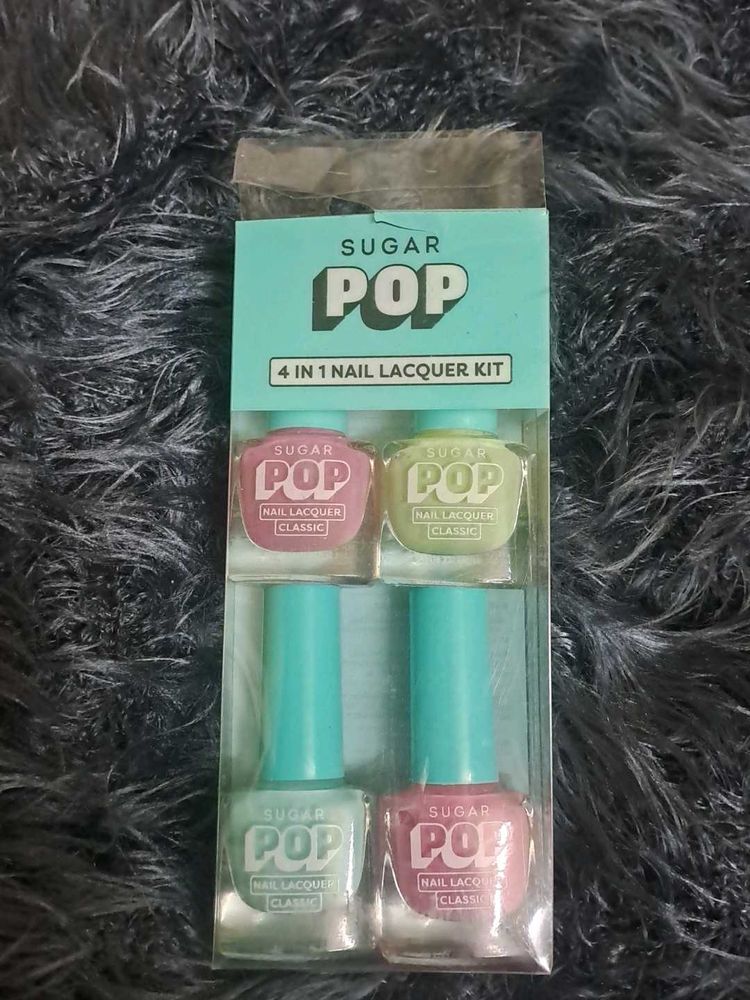 SUGAR
POP
4 IN 1 NAIL LACQUER KIT
SUGAR
POP
NAIL LACQUER
CLASSIC
SUGAR
POP
NAIL LACQUER
CLASSIC
SUGAR
POP
NAIL LACQUER
CLASSIC
SUGAR
POP
NAIL LACQUER
CLASSIC